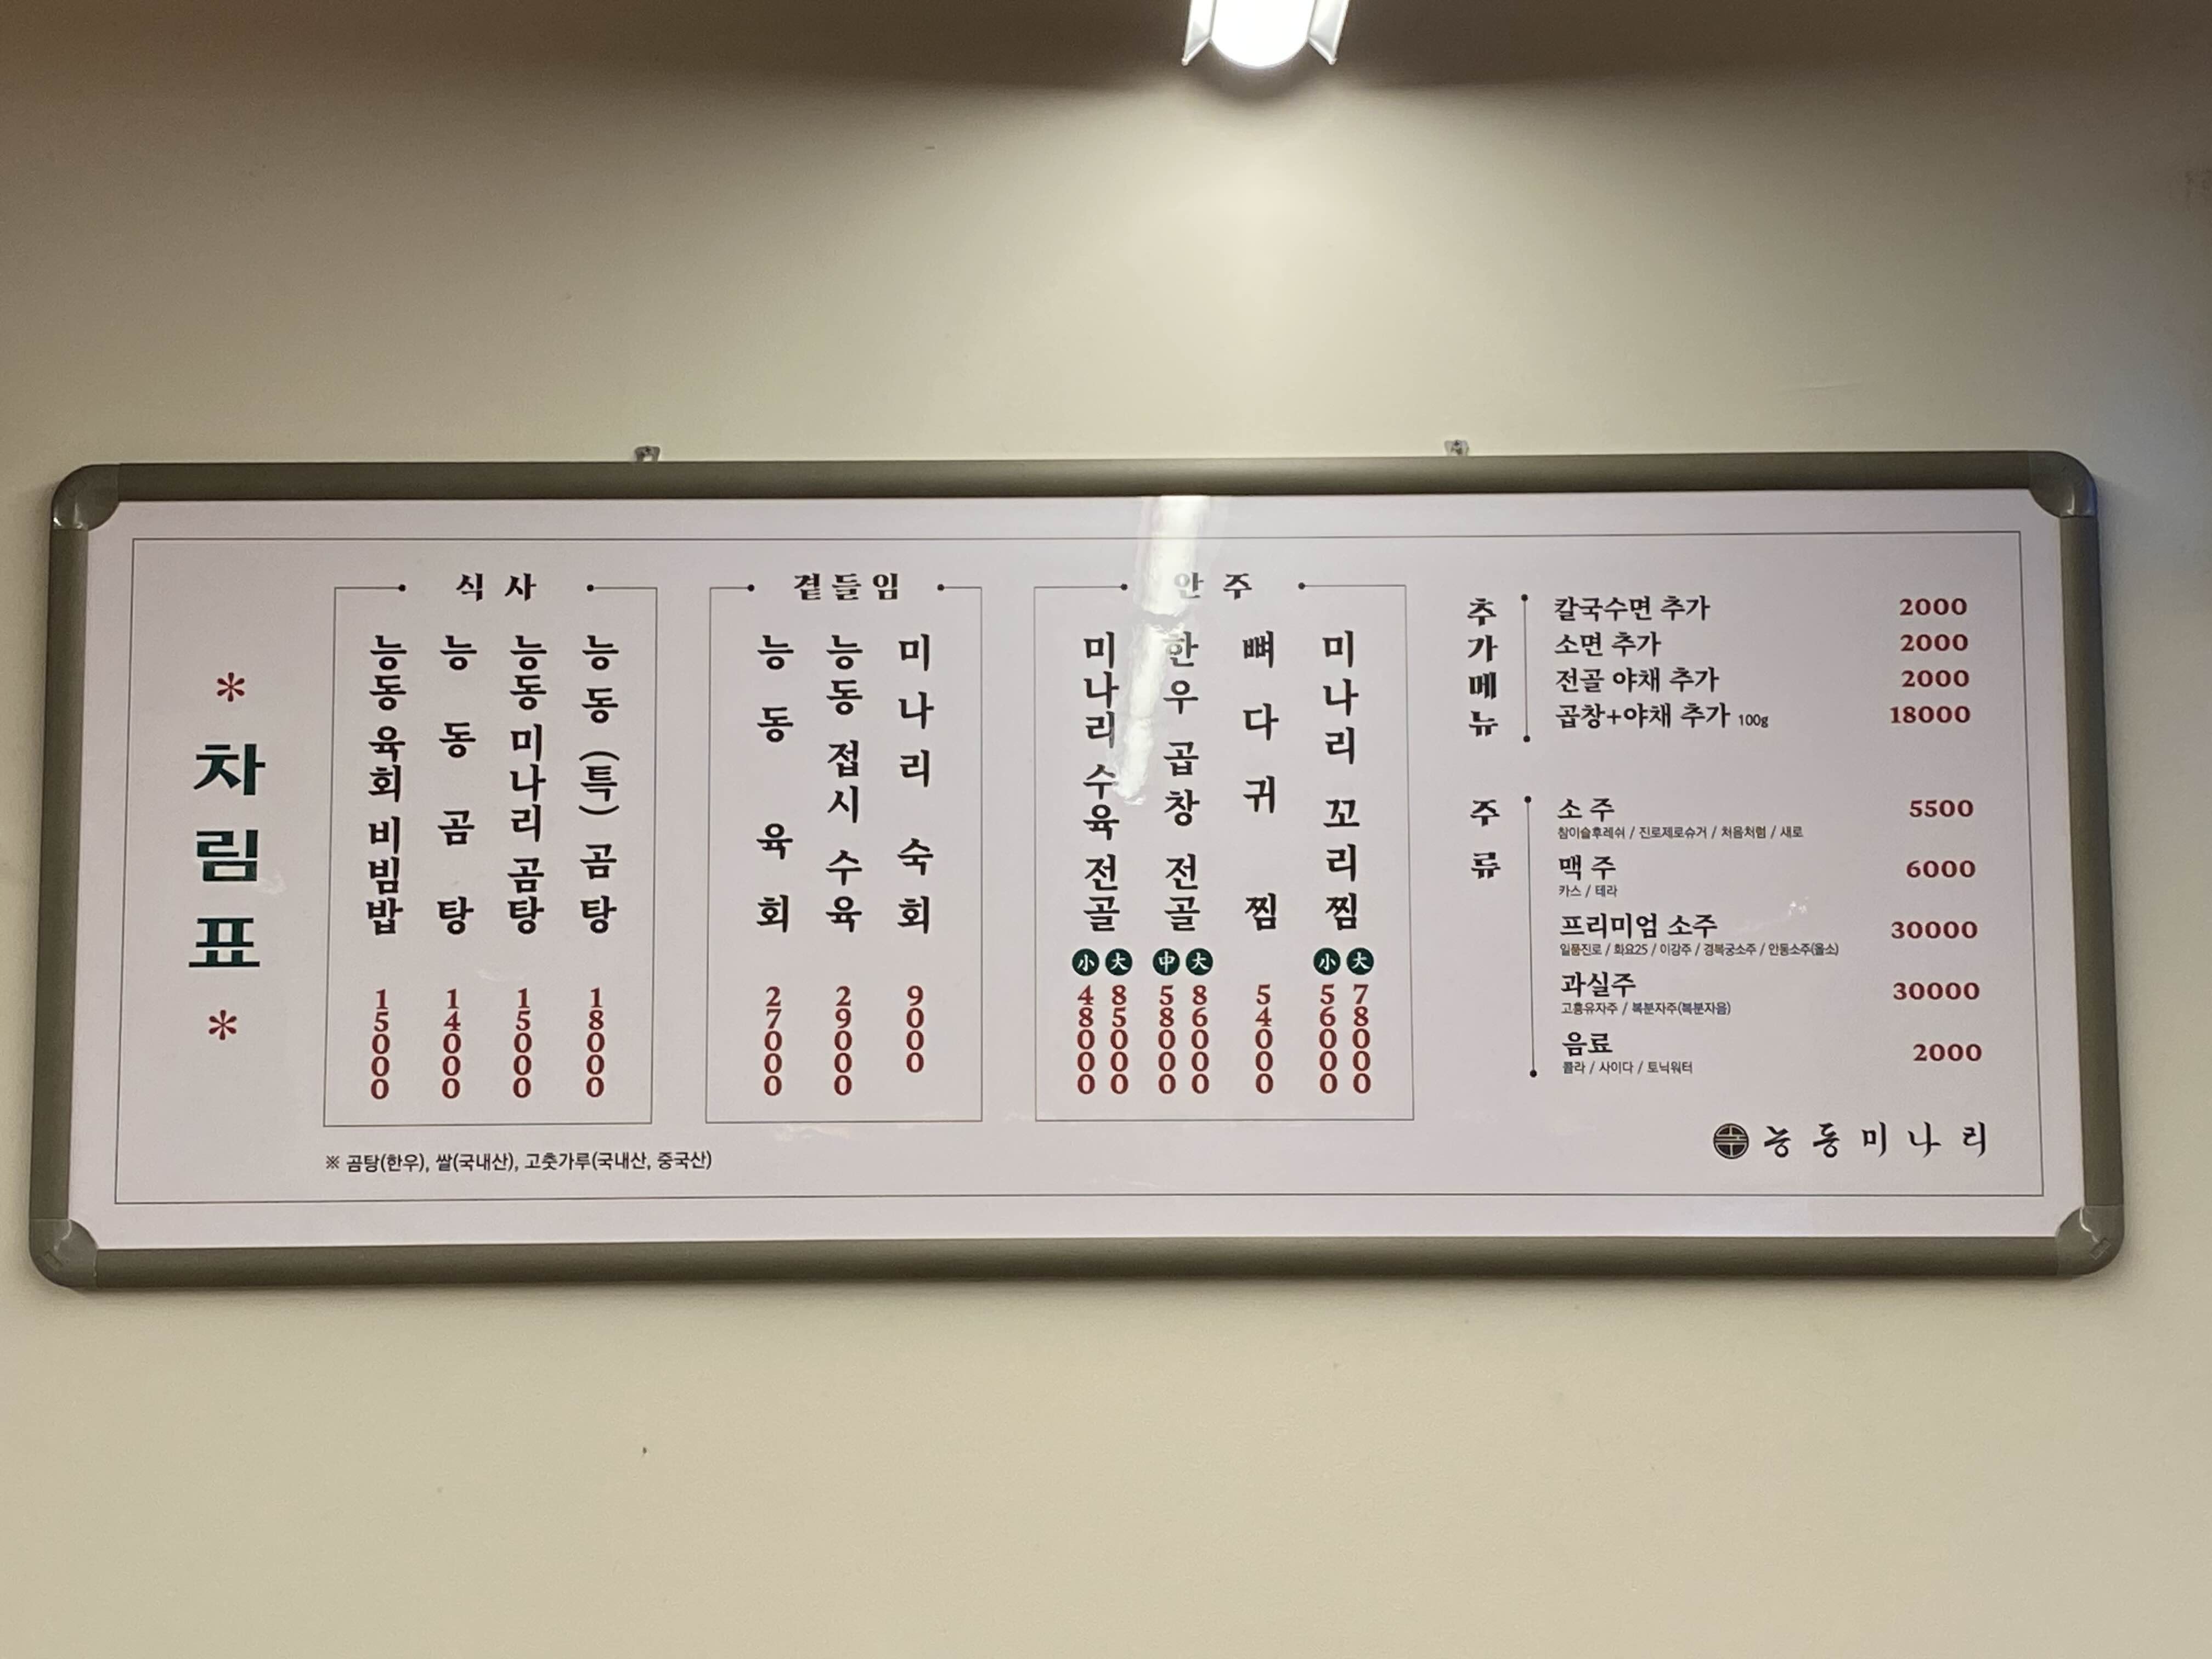 * 차림표 *
식사
능동 육회 비빔밥 15000
능동 곰탕 14000
능동 미나리 곰탕 15000
능동 (특) 곰탕 18000
곁들임
능동 육회 27000
능동 접시 수육 29000
미나리 숙회 9000
안주
미나리 수육 전골 小 48000 大 85000
한우 곱창 전골 中 58000 大 86000
뼈다귀 찜 54000
미나리 꼬리찜 小 56000 大 78000
추가메뉴
칼국수면 추가 2000
소면 추가 2000
전골 야채 추가 2000
곱창+야채 추가 100g 18000
주류
소주 5500
참이슬후레쉬 / 진로제로슈거 / 처음처럼 / 새로
맥주 6000
카스 / 테라
프리미엄 소주 30000
일품진로 / 화요25 / 이강주 / 경복궁소주 / 안동소주(올소)
과실주 30000
고흥유자주 / 복분자주(복분자음)
음료 2000
콜라 / 사이다 / 토닉워터
※ 곰탕(한우), 쌀(국내산), 고춧가루(국내산, 중국산)
능동미나리